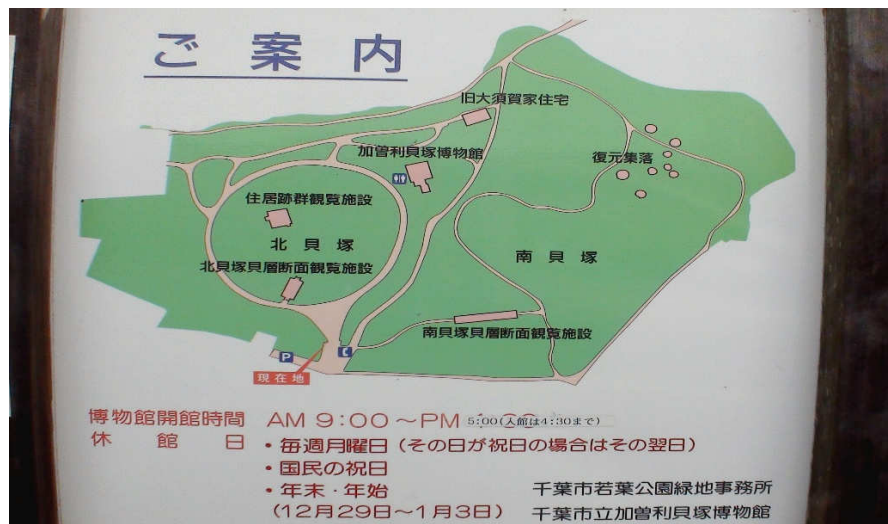 ご案内
旧大須賀家住宅
加曽利貝塚博物館
復元集落
住居跡群観覧施設
北貝塚
南貝塚
北貝塚貝層断面観覧施設
南貝塚貝層断面観覧施設
P
現在地
博物館開館時間 AM 9:00～PM 5:00(入館は4:30まで)
休館日 ・毎週月曜日(その日が祝日の場合はその翌日)
・国民の祝日
・年末・年始 千葉市若葉公園緑地事務所
(12月29日～1月3日) 千葉市立加曽利貝塚博物館